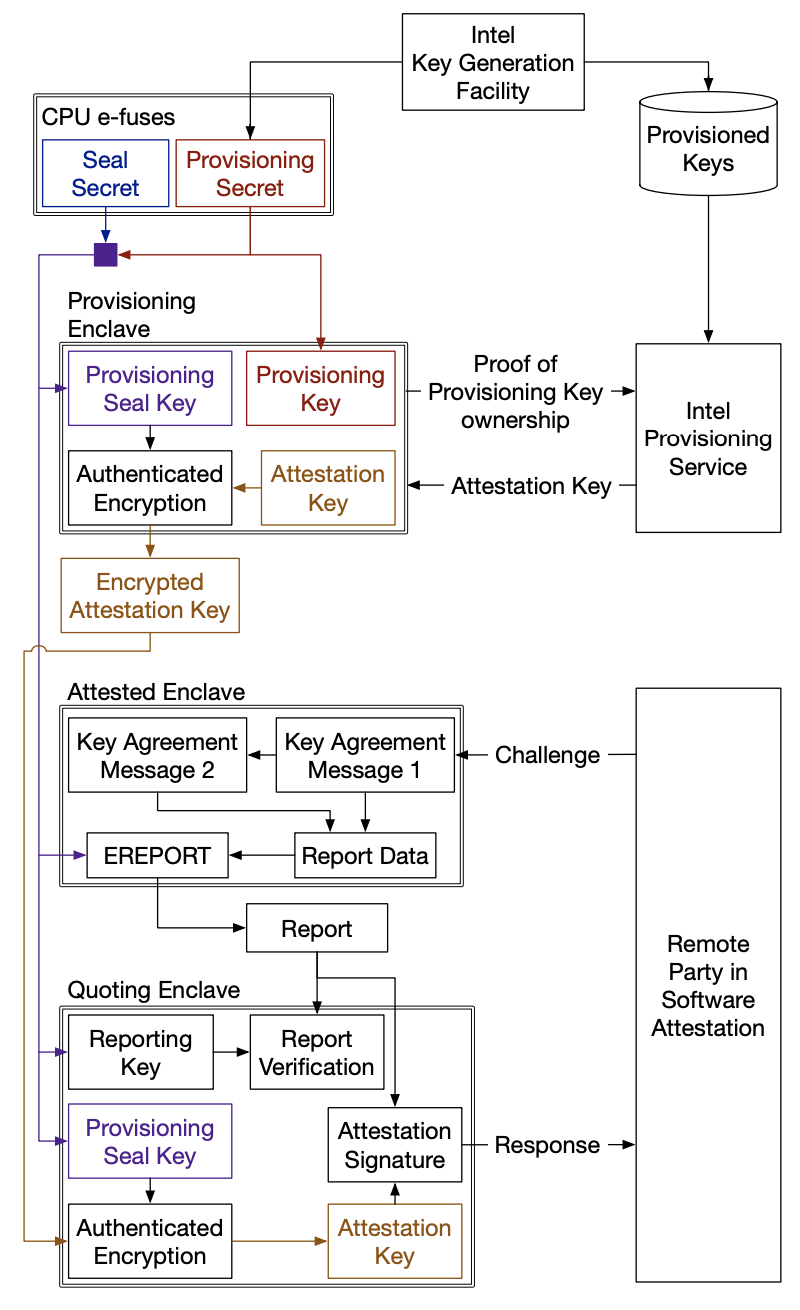 Intel
Key Generation
Facility
CPU e-fuses
Seal
Secret
Provisioning
Secret
Provisioned
Keys
Provisioning
Enclave
Provisioning
Seal Key
Provisioning
Key
Proof of
Provisioning Key
ownership
Intel
Provisioning
Service
Authenticated
Encryption
Attestation
Key
Attestation Key
Encrypted
Attestation Key
Attested Enclave
Key Agreement
Message 2
Key Agreement
Message 1
Challenge
EREPORT
Report Data
Report
Remote
Party in
Software
Attestation
Quoting Enclave
Reporting
Key
Report
Verification
Provisioning
Seal Key
Attestation
Signature
Response
Authenticated
Encryption
Attestation
Key